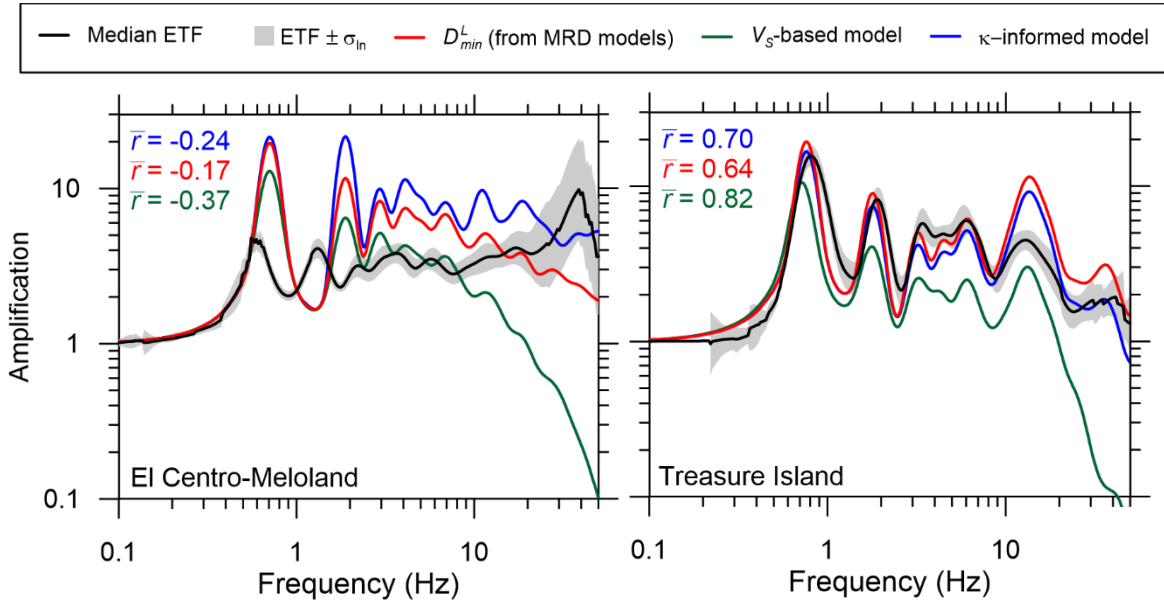 Median ETF ETF ± σln D^L_min (from MRD models) VS-based model κ–informed model
r̅ = -0.24
r̅ = -0.17
r̅ = -0.37
r̅ = 0.70
r̅ = 0.64
r̅ = 0.82
10
1
0.1
Amplification
El Centro-Meloland
Treasure Island
0.1 1 10 0.1 1 10
Frequency (Hz) Frequency (Hz)